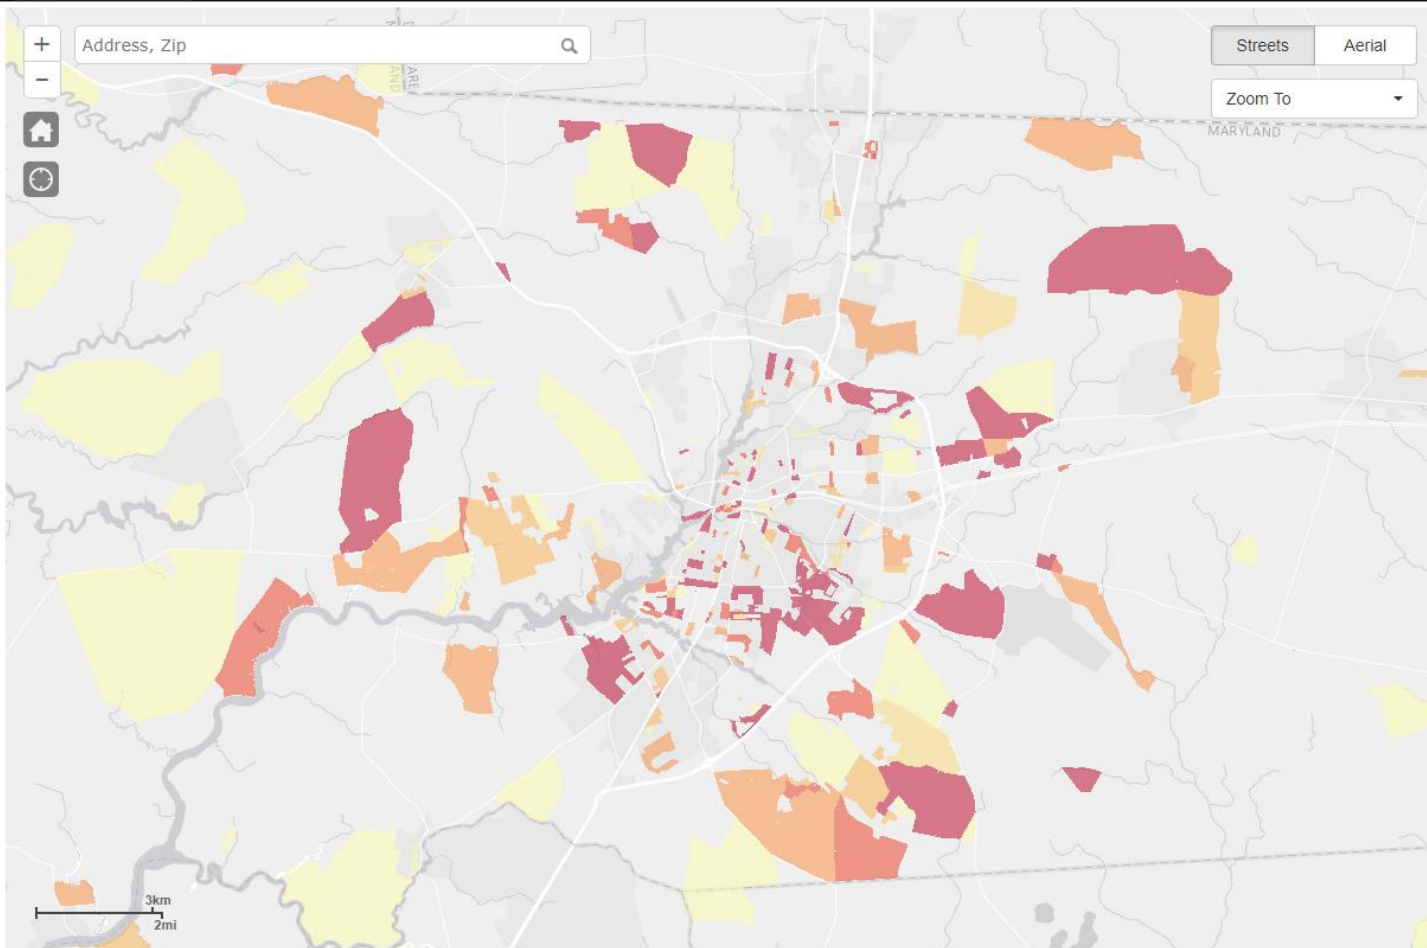 +
Address, Zip
Streets
Aerial
−
Zoom To
MARYLAND
3km
2mi